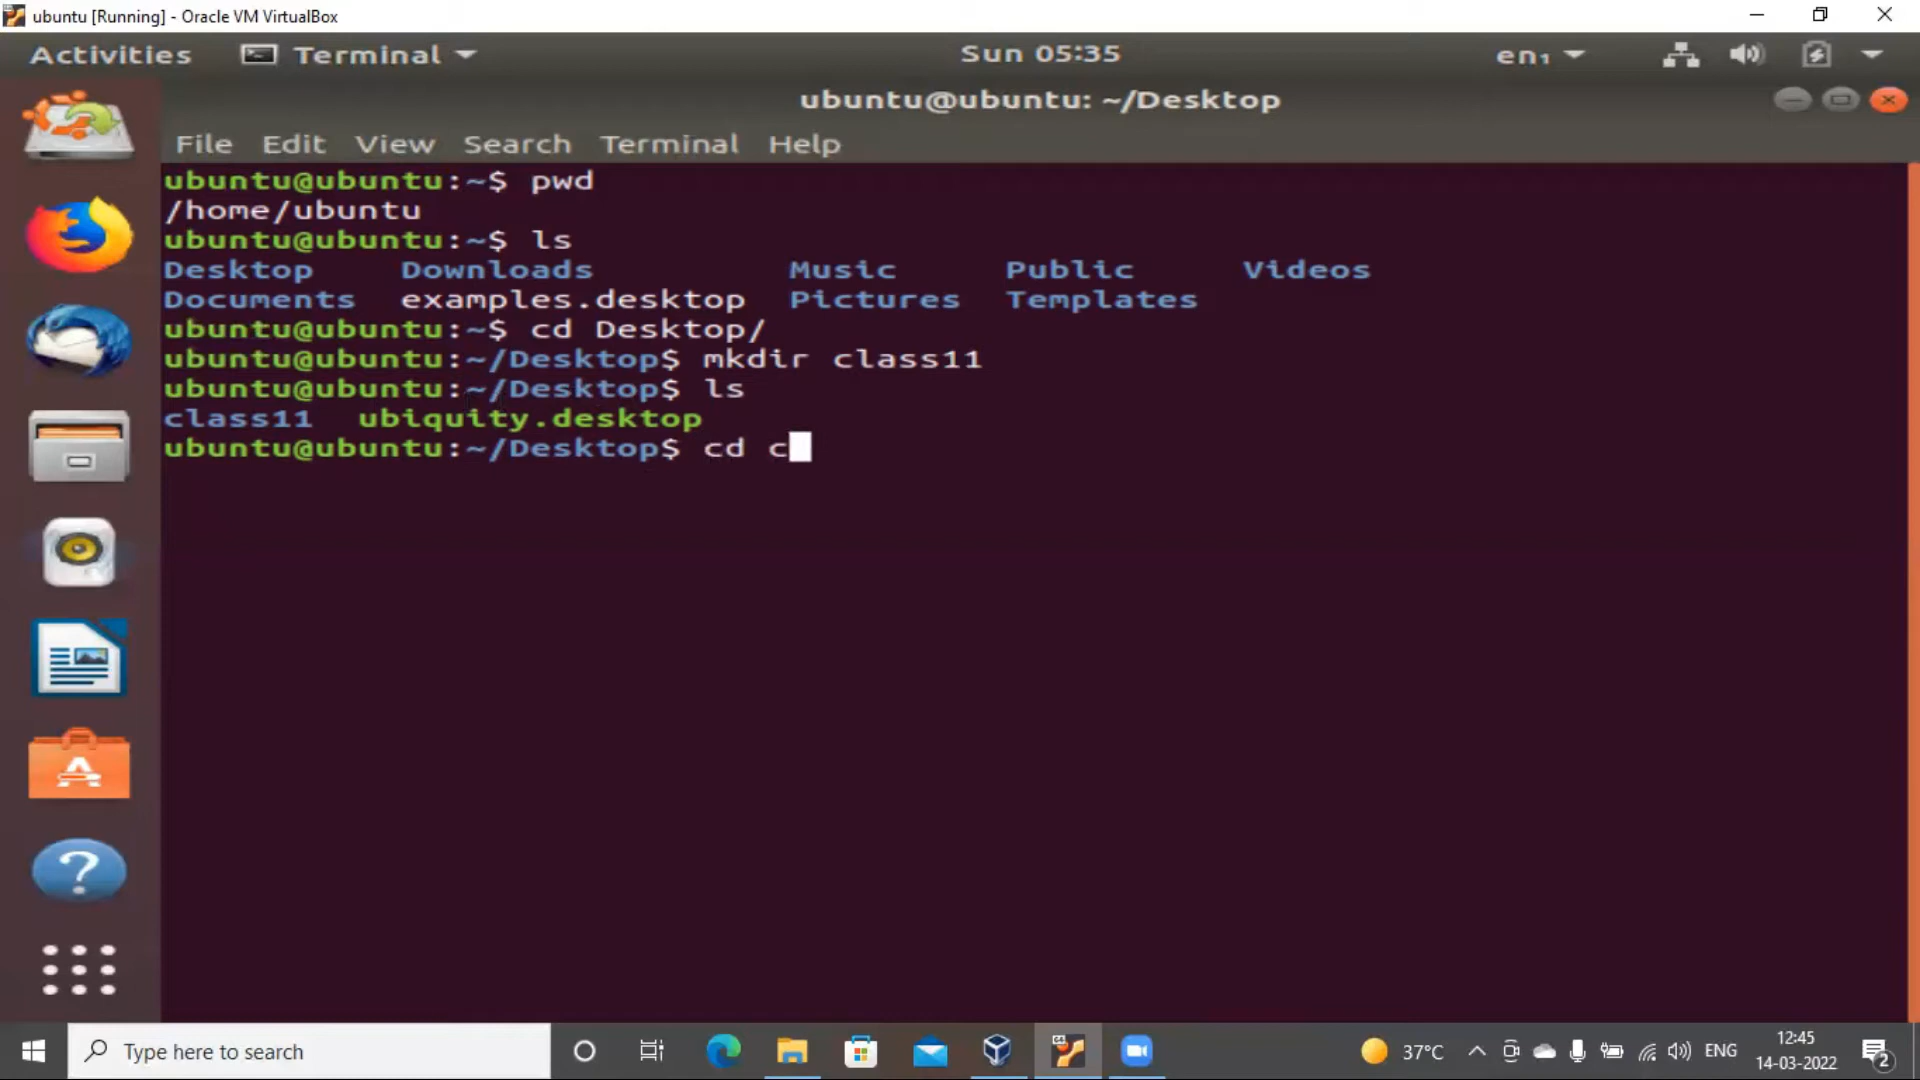 ubuntu [Running] - Oracle VM VirtualBox
Activities Terminal Sun 05:35 en₁
ubuntu@ubuntu: ~/Desktop
File Edit View Search Terminal Help
ubuntu@ubuntu:~$ pwd
/home/ubuntu
ubuntu@ubuntu:~$ ls
Desktop Downloads Music Public Videos
Documents examples.desktop Pictures Templates
ubuntu@ubuntu:~$ cd Desktop/
ubuntu@ubuntu:~/Desktop$ mkdir class11
ubuntu@ubuntu:~/Desktop$ ls
class11 ubiquity.desktop
ubuntu@ubuntu:~/Desktop$ cd c
Type here to search 37°C ENG 12:45
14-03-2022 2